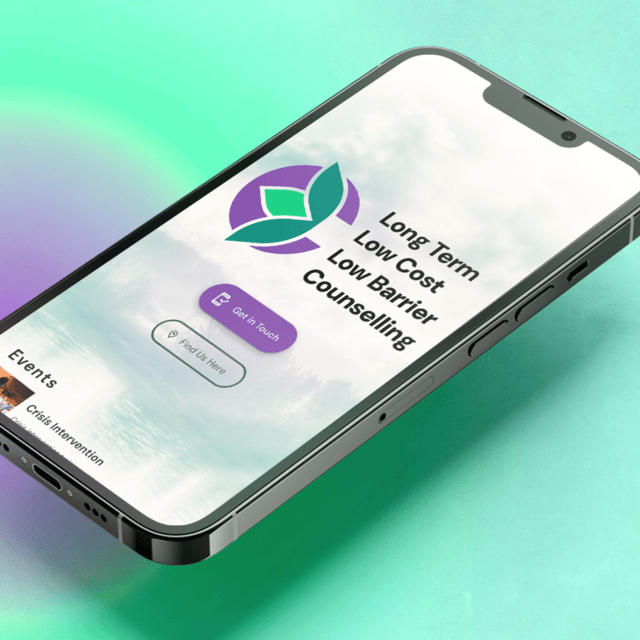 Long Term
Low Cost
Low Barrier
Counselling
Get in Touch
Find Us Here
Events
Crisis Intervention